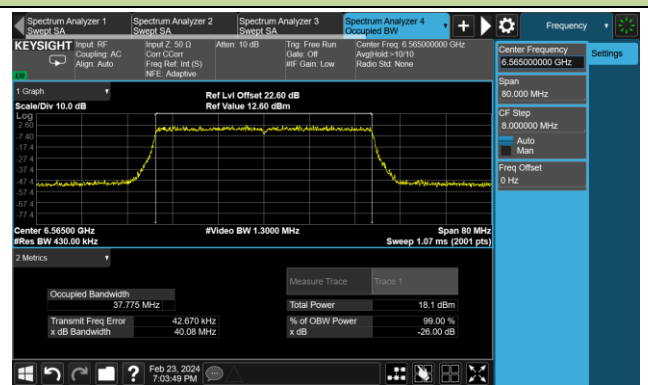 Spectrum Analyzer 1
Swept SA
Spectrum Analyzer 2
Swept SA
Spectrum Analyzer 3
Swept SA
Spectrum Analyzer 4
Occupied BW
Frequency
KEYSIGHT
Input: RF
Coupling: AC
Align: Auto
Input Z: 50 Ω
Corr CCorr
Freq Ref: Int (S)
NFE: Adaptive
Atten: 10 dB
Trig: Free Run
Gate: Off
#IF Gain: Low
Center Freq: 6.565000000 GHz
Avg|Hold:>10/10
Radio Std: None
LV
Center Frequency
6.565000000 GHz
Settings
Span
80.000 MHz
CF Step
8.000000 MHz
Auto
Man
Freq Offset
0 Hz
1 Graph
Scale/Div 10.0 dB
Ref Lvl Offset 22.60 dB
Ref Value 12.60 dBm
Log
2.60
-7.40
-17.4
-27.4
-37.4
-47.4
-57.4
-67.4
-77.4
Center 6.56500 GHz
#Res BW 430.00 kHz
#Video BW 1.3000 MHz
Span 80 MHz
Sweep 1.07 ms (2001 pts)
2 Metrics
Measure Trace
Trace 1
Occupied Bandwidth
37.775 MHz
Total Power
18.1 dBm
Transmit Freq Error
42.670 kHz
% of OBW Power
99.00 %
x dB Bandwidth
40.08 MHz
x dB
-26.00 dB
?
Feb 23, 2024
7:03:49 PM